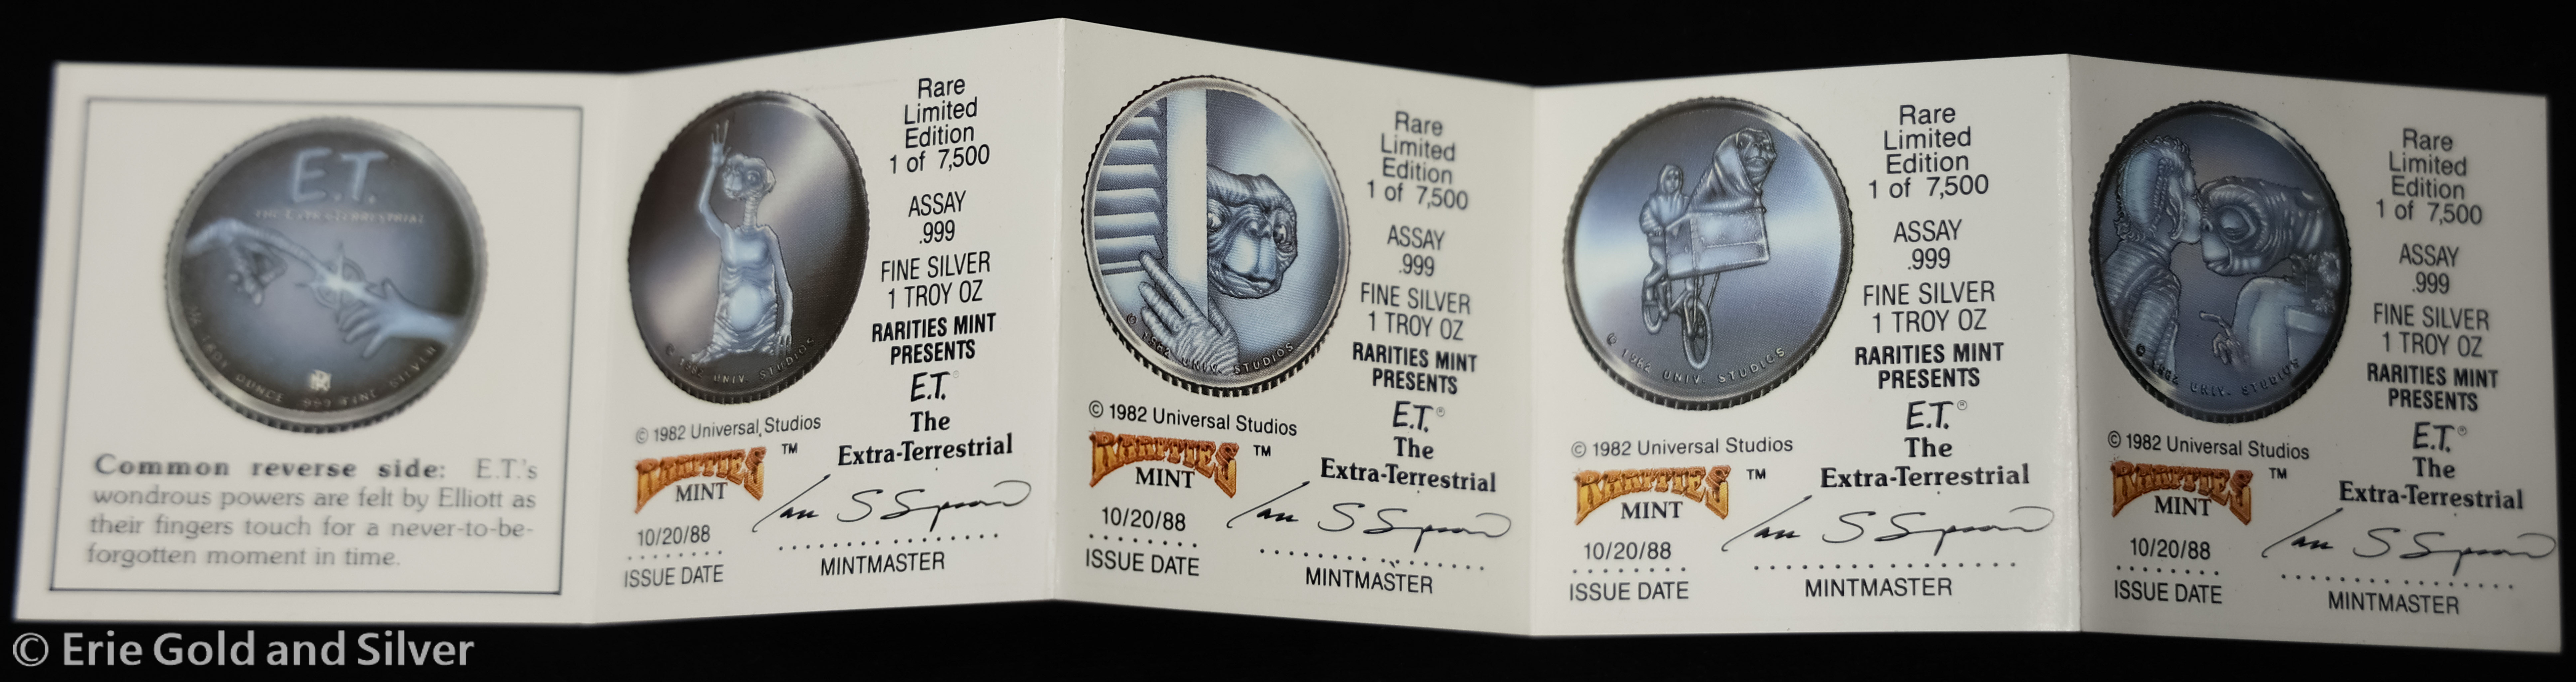 E.T.
THE EXTRA-TERRESTRIAL
ONE TROY OUNCE .999 FINE SILVER
Common reverse side: E.T.'s
wondrous powers are felt by Elliott as
their fingers touch for a never-to-be-
forgotten moment in time.
© 1982 UNIV. STUDIOS
Rare
Limited
Edition
1 of 7,500
ASSAY
.999
FINE SILVER
1 TROY OZ
RARITIES MINT
PRESENTS
E.T.®
The
Extra-Terrestrial
© 1982 Universal Studios
RARITIES ™
MINT
10/20/88
ISSUE DATE
MINTMASTER
© 1982 UNIV. STUDIOS
Rare
Limited
Edition
1 of 7,500
ASSAY
.999
FINE SILVER
1 TROY OZ
RARITIES MINT
PRESENTS
E.T.®
The
Extra-Terrestrial
© 1982 Universal Studios
RARITIES ™
MINT
10/20/88
ISSUE DATE
MINTMASTER
© 1982 UNIV. STUDIOS
Rare
Limited
Edition
1 of 7,500
ASSAY
.999
FINE SILVER
1 TROY OZ
RARITIES MINT
PRESENTS
E.T.®
The
Extra-Terrestrial
© 1982 Universal Studios
RARITIES ™
MINT
10/20/88
ISSUE DATE
MINTMASTER
© 1982 UNIV. STUDIOS
Rare
Limited
Edition
1 of 7,500
ASSAY
.999
FINE SILVER
1 TROY OZ
RARITIES MINT
PRESENTS
E.T.®
The
Extra-Terrestrial
© 1982 Universal Studios
RARITIES ™
MINT
10/20/88
ISSUE DATE
MINTMASTER
© Erie Gold and Silver